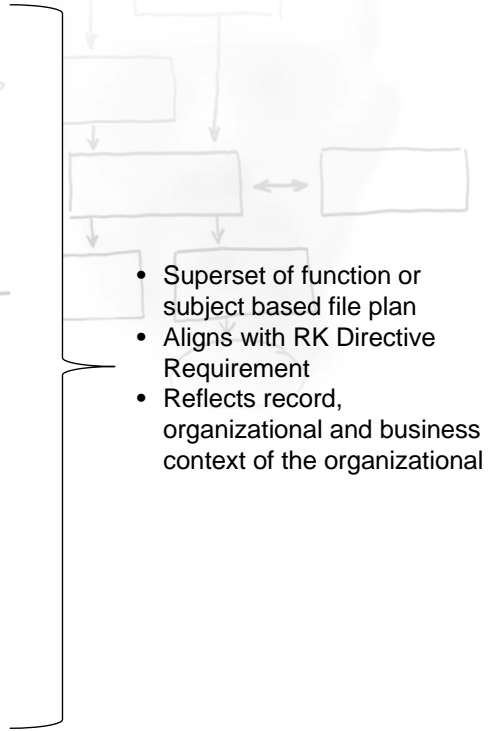 • Superset of function or
subject based file plan
• Aligns with RK Directive
Requirement
• Reflects record,
organizational and business
context of the organizational